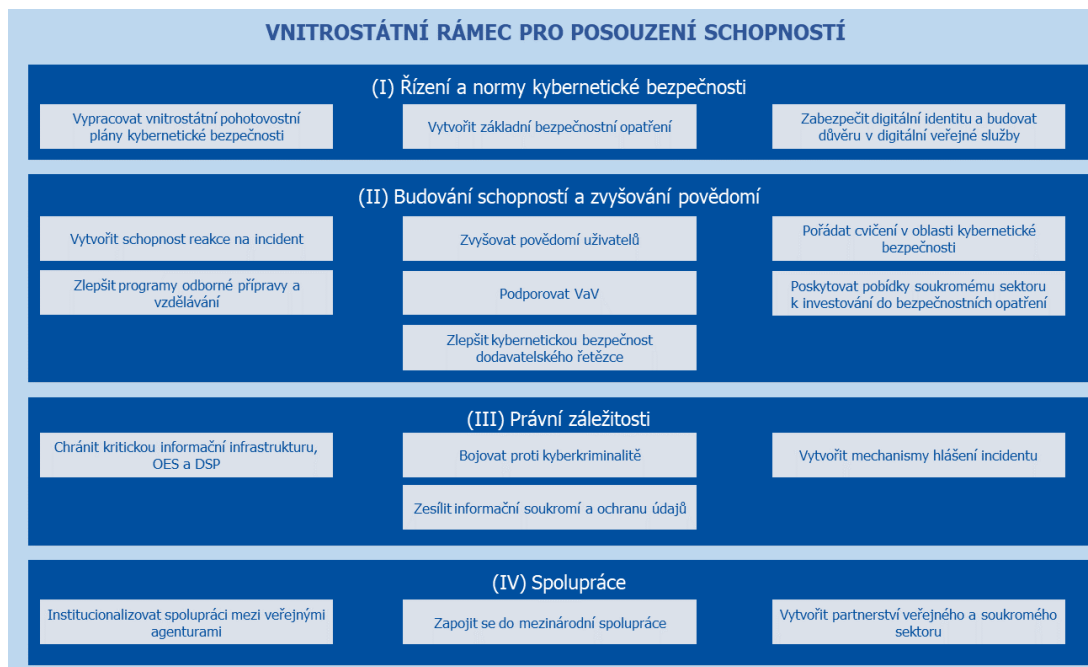 VNITROSTÁTNÍ RÁMEC PRO POSOUZENÍ SCHOPNOSTÍ
(I) Řízení a normy kybernetické bezpečnosti
Vypracovat vnitrostátní pohotovostní
plány kybernetické bezpečnosti
Vytvořit základní bezpečnostní opatření
Zabezpečit digitální identitu a budovat
důvěru v digitální veřejné služby
(II) Budování schopností a zvyšování povědomí
Vytvořit schopnost reakce na incident
Zvyšovat povědomí uživatelů
Pořádat cvičení v oblasti kybernetické
bezpečnosti
Zlepšit programy odborné přípravy a
vzdělávání
Podporovat VaV
Poskytovat pobídky soukromému sektoru
k investování do bezpečnostních opatření
Zlepšit kybernetickou bezpečnost
dodavatelského řetězce
(III) Právní záležitosti
Chránit kritickou informační infrastrukturu,
OES a DSP
Bojovat proti kyberkriminalitě
Vytvořit mechanismy hlášení incidentu
Zesílit informační soukromí a ochranu údajů
(IV) Spolupráce
Institucionalizovat spolupráci mezi veřejnými
agenturami
Zapojit se do mezinárodní spolupráce
Vytvořit partnerství veřejného a soukromého
sektoru